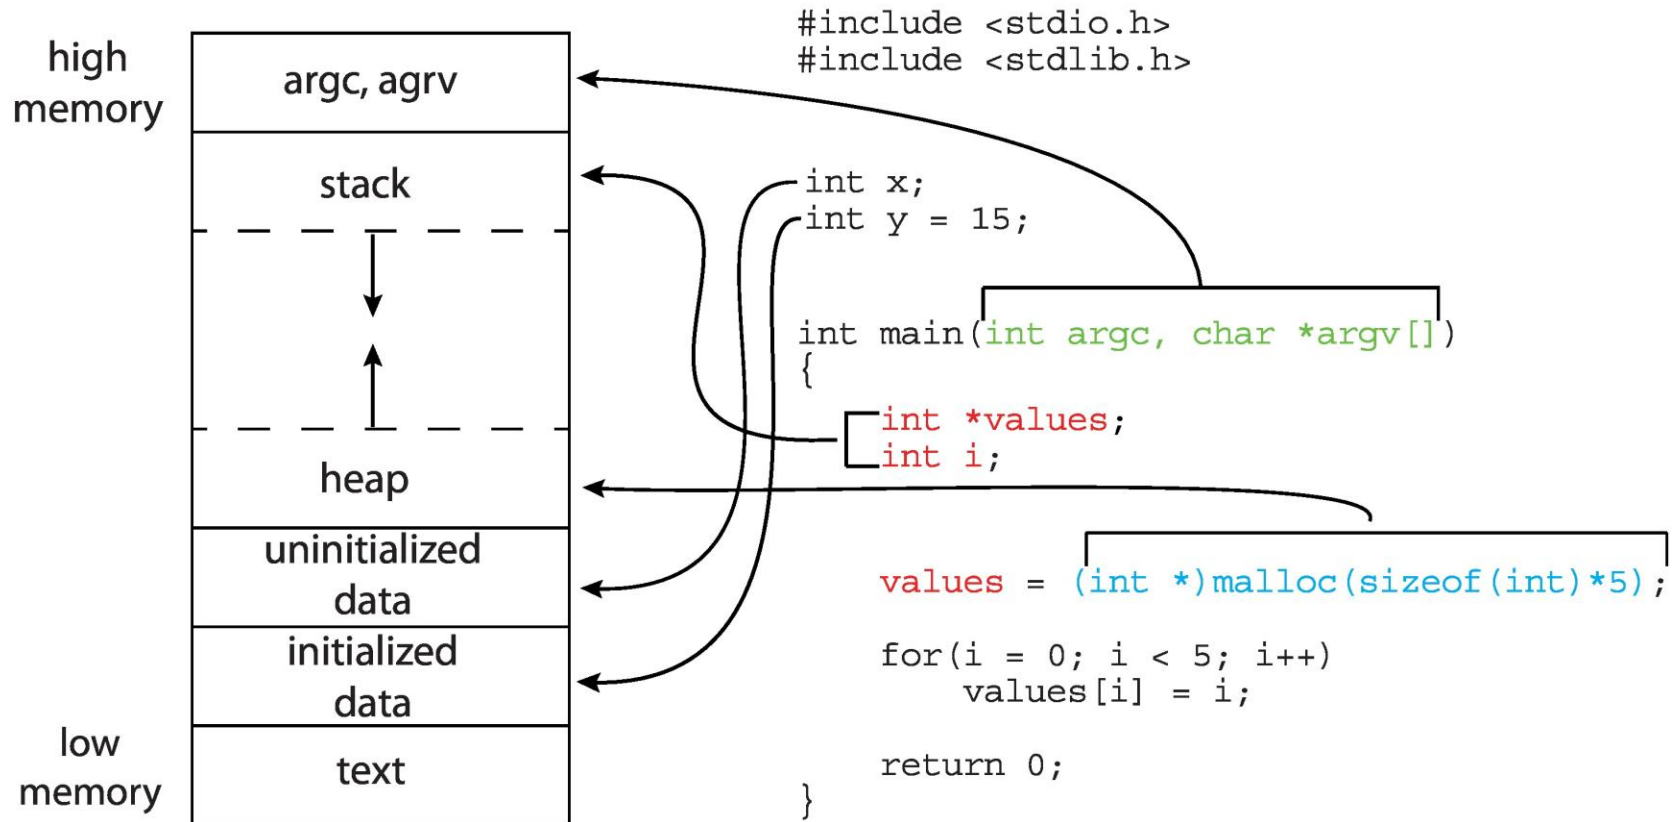 high
memory
argc, agrv
stack
heap
uninitialized
data
initialized
data
low
memory
text
#include <stdio.h>
#include <stdlib.h>
int x;
int y = 15;
int main(int argc, char *argv[])
{
int *values;
int i;
values = (int *)malloc(sizeof(int)*5);
for(i = 0; i < 5; i++)
values[i] = i;
return 0;
}